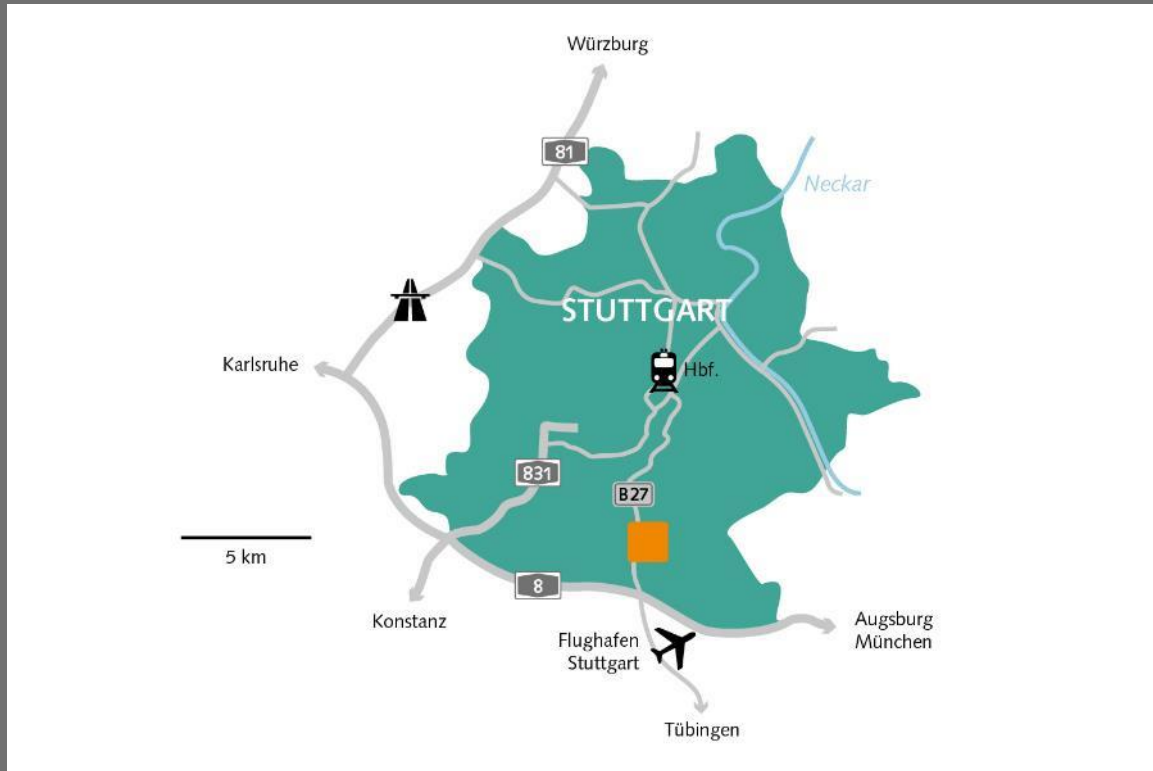 Würzburg
81
Neckar
STUTTGART
Karlsruhe
Hbf.
831
B27
5 km
8
Konstanz
Augsburg
München
Flughafen
Stuttgart
Tübingen